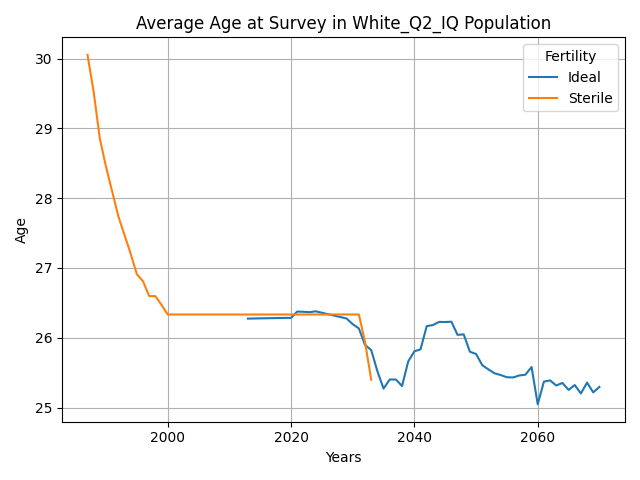 Average Age at Survey in White_Q2_IQ Population
Fertility
Ideal
Sterile
Age
30
29
28
27
26
25
2000
2020
2040
2060
Years